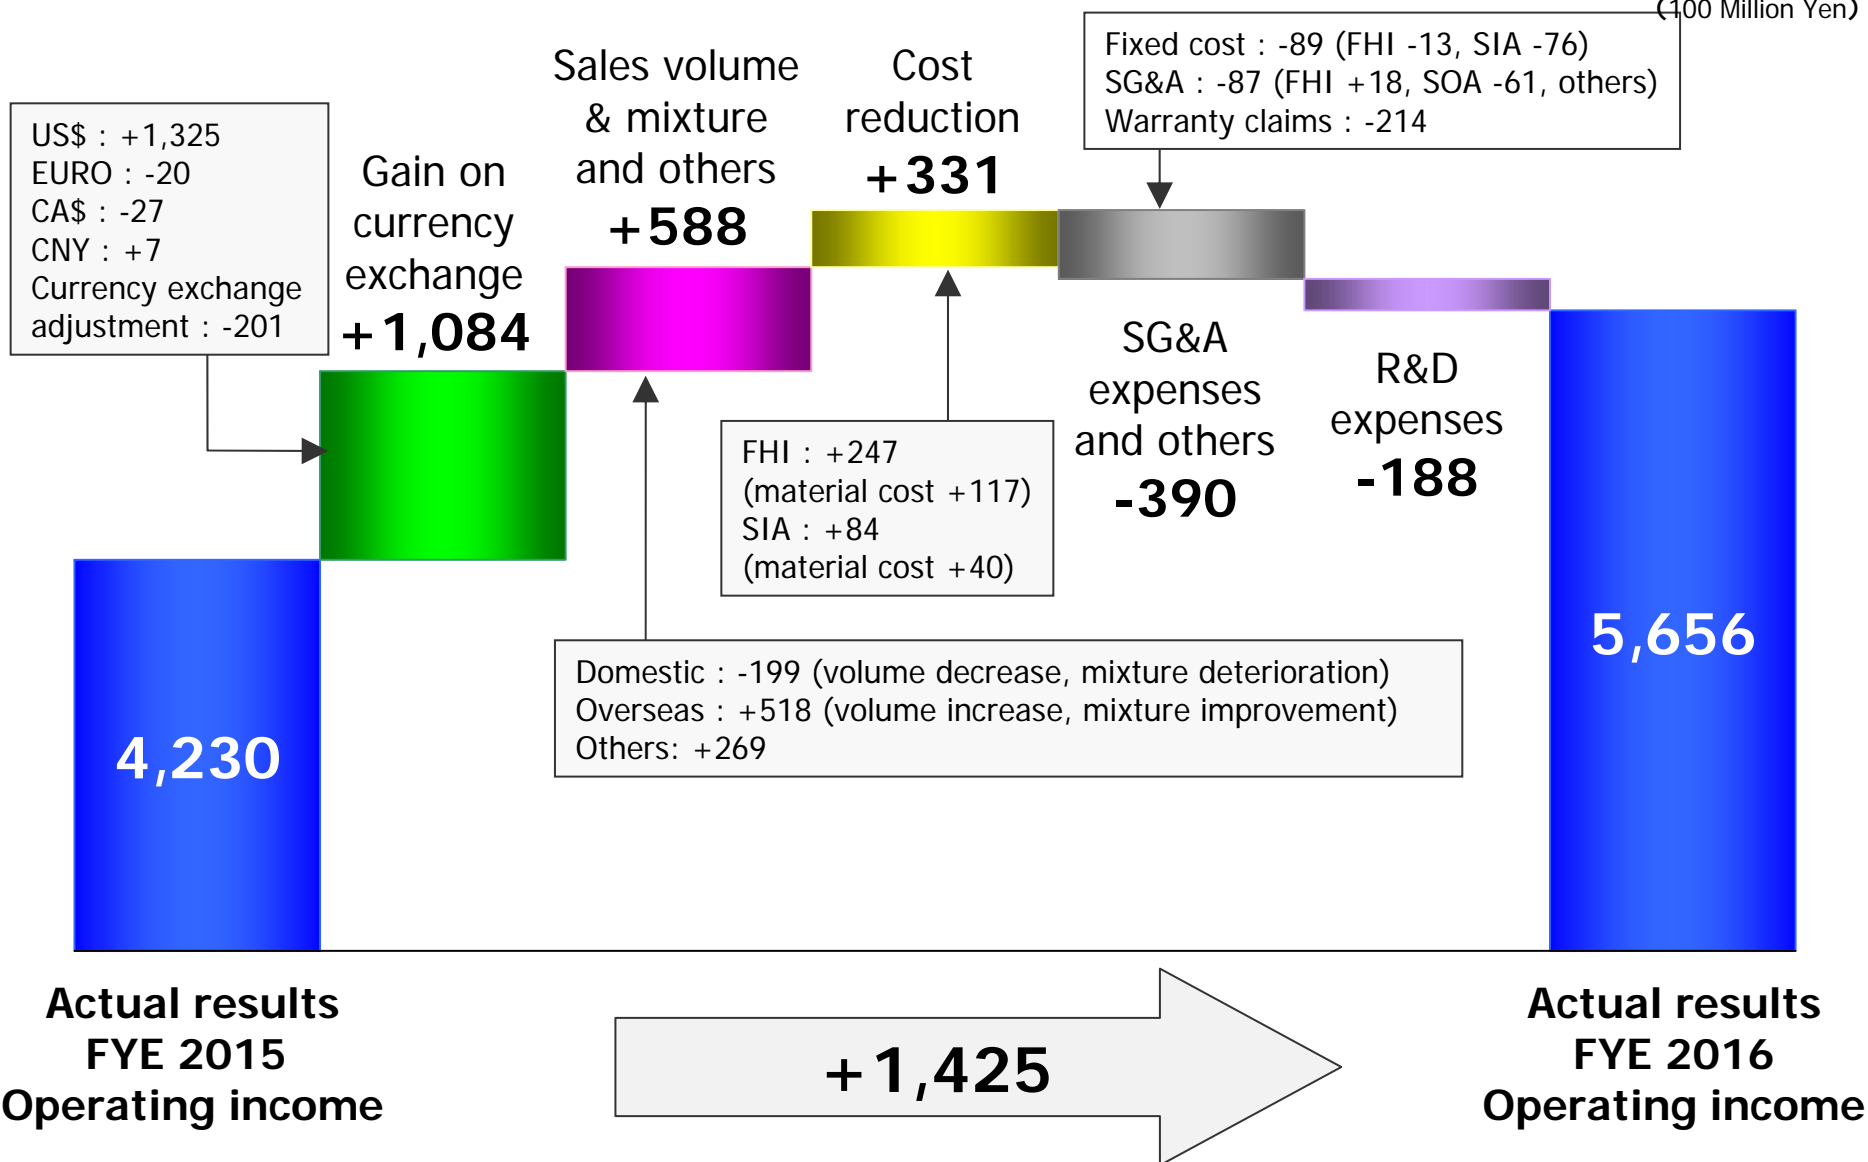 (100 Million Yen)
Fixed cost : -89 (FHI -13, SIA -76)
SG&A : -87 (FHI +18, SOA -61, others)
Warranty claims : -214
Sales volume
& mixture
and others
+588
Cost
reduction
+331
US$ : +1,325
EURO : -20
CA$ : -27
CNY : +7
Currency exchange
adjustment : -201
Gain on
currency
exchange
+1,084
SG&A
expenses
and others
-390
R&D
expenses
-188
FHI : +247
(material cost +117)
SIA : +84
(material cost +40)
Domestic : -199 (volume decrease, mixture deterioration)
Overseas : +518 (volume increase, mixture improvement)
Others: +269
4,230
5,656
Actual results
FYE 2015
Operating income
+1,425
Actual results
FYE 2016
Operating income